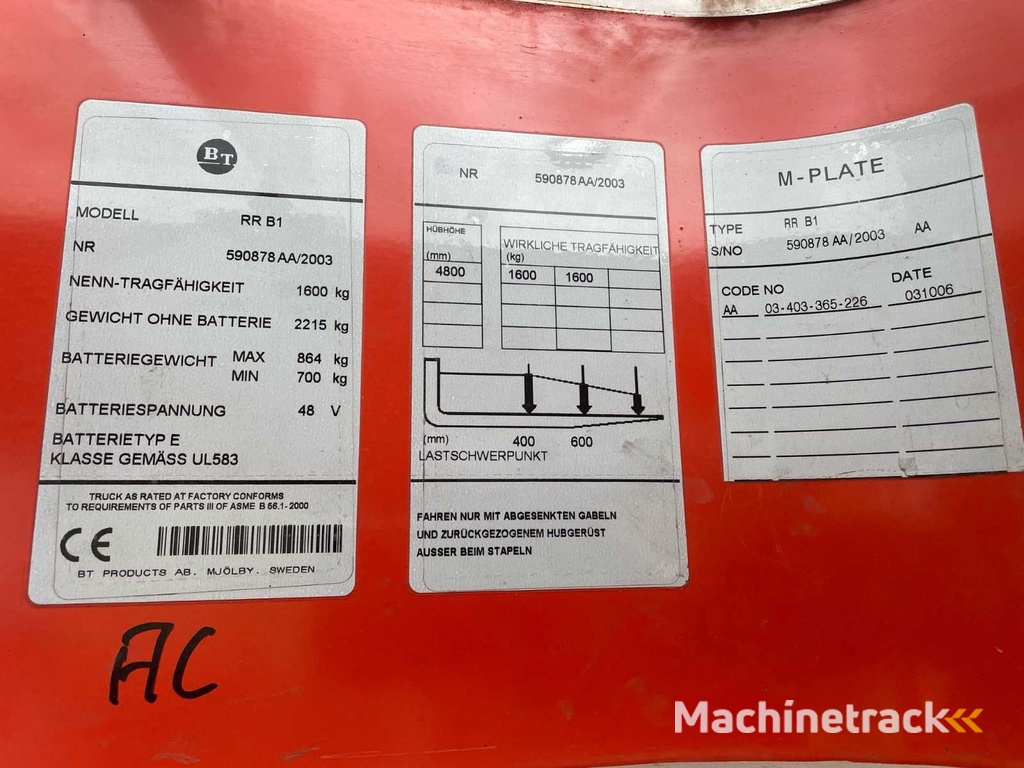 BT
MODELL RR B1
NR 590878 AA/2003
NENN-TRAGFÄHIGKEIT 1600 kg
GEWICHT OHNE BATTERIE 2215 kg
BATTERIEGEWICHT MAX 864 kg
MIN 700 kg
BATTERIESPANNUNG 48 V
BATTERIETYP E
KLASSE GEMÄSS UL583
TRUCK AS RATED AT FACTORY CONFORMS
TO REQUIREMENTS OF PARTS III OF ASME B 56.1-2000
CE
BT PRODUCTS AB. MJÖLBY. SWEDEN
NR 590878 AA/2003
HÜBHÖHE
(mm)
4800
WIRKLICHE TRAGFÄHIGKEIT
(kg)
1600 1600
(mm) 400 600
LASTSCHWERPUNKT
FAHREN NUR MIT ABGESENKTEN GABELN
UND ZURÜCKGEZOGENEM HUBGERÜST
AUSSER BEIM STAPELN
M-PLATE
TYPE RR B1
S/NO 590878 AA/2003 AA
CODE NO DATE
AA 03-403-365-226 031006
AC
Machinetrack